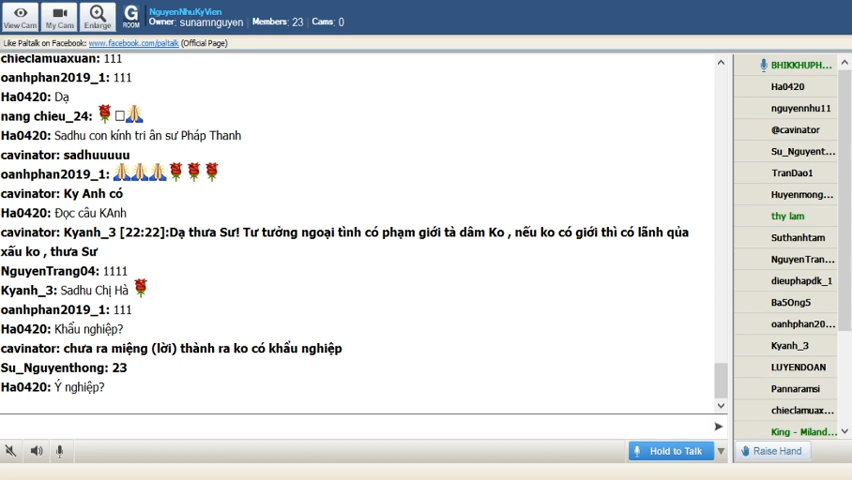 View Cam
My Cams
Enlarge
G
ROOM
NguyenNhuKyVien
Owner: sunamnguyen Members: 23 Cams: 0
Like Paltalk on Facebook: www.facebook.com/paltalk (Official Page)
chieclamuaxuan: 111
oanhphan2019_1: 111
Ha0420: Dạ
nang chieu_24:
Ha0420: Sadhu con kính tri ân sư Pháp Thanh
cavinator: sadhuuuuu
oanhphan2019_1:
cavinator: Ky Anh có
Ha0420: Đọc câu KAnh
cavinator: Kyanh_3 [22:22]:Dạ thưa Sư! Tư tưởng ngoại tình có phạm giới tà dâm Ko , nếu ko có giới thì có lãnh qủa
xấu ko , thưa Sư
NguyenTrang04: 1111
Kyanh_3: Sadhu Chị Hà
oanhphan2019_1: 111
Ha0420: Khẩu nghiệp?
cavinator: chưa ra miệng (lời) thành ra ko có khẩu nghiệp
Su_Nguyenthong: 23
Ha0420: Ý nghiệp?
Hold to Talk
BHIKKHUPH...
Ha0420
nguyennhu11
@cavinator
Su_Nguyent...
TranDao1
Huyenmong...
thy lam
Suthanhtam
NguyenTran...
dieuphapdk_1
Ba5Ong5
oanhphan20...
Kyanh_3
LUYENDOAN
Pannaramsi
chieclamuax...
King - Miland...
Raise Hand